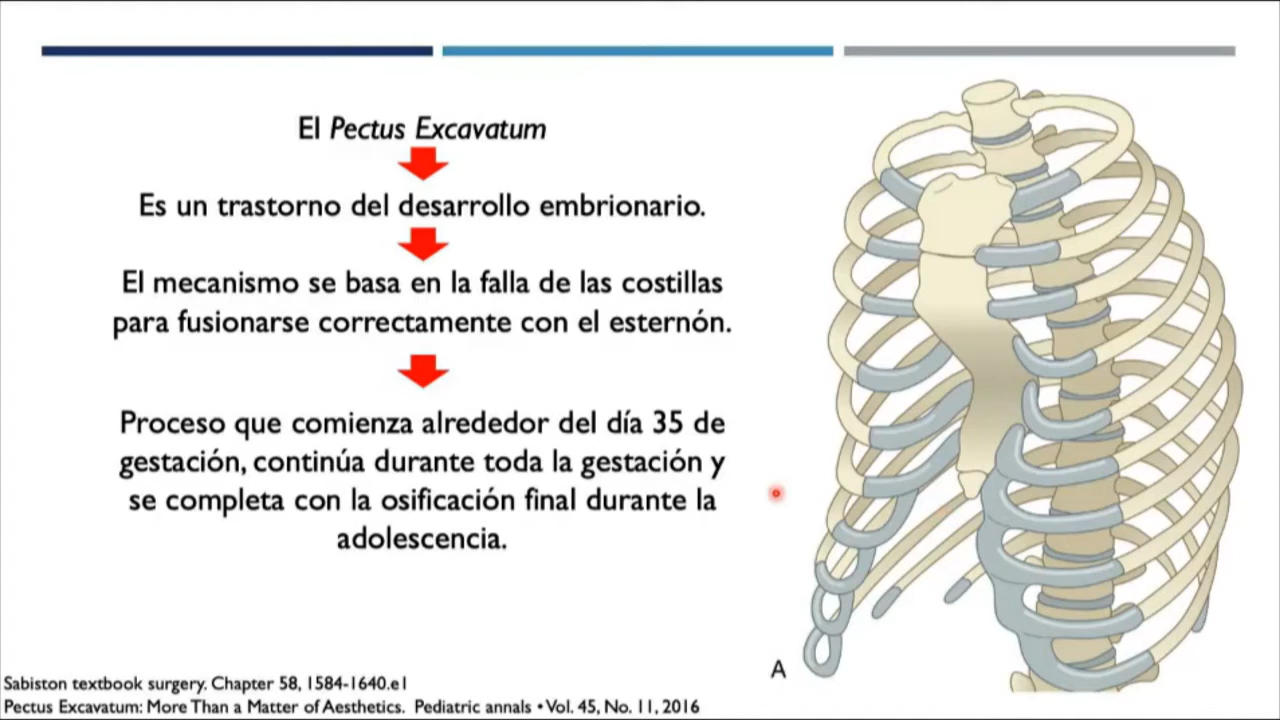 El Pectus Excavatum
Es un trastorno del desarrollo embrionario.
El mecanismo se basa en la falla de las costillas
para fusionarse correctamente con el esternón.
Proceso que comienza alrededor del día 35 de
gestación, continúa durante toda la gestación y
se completa con la osificación final durante la
adolescencia.
A
Sabiston textbook surgery. Chapter 58, 1584-1640.e1
Pectus Excavatum: More Than a Matter of Aesthetics. Pediatric annals • Vol. 45, No. 11, 2016